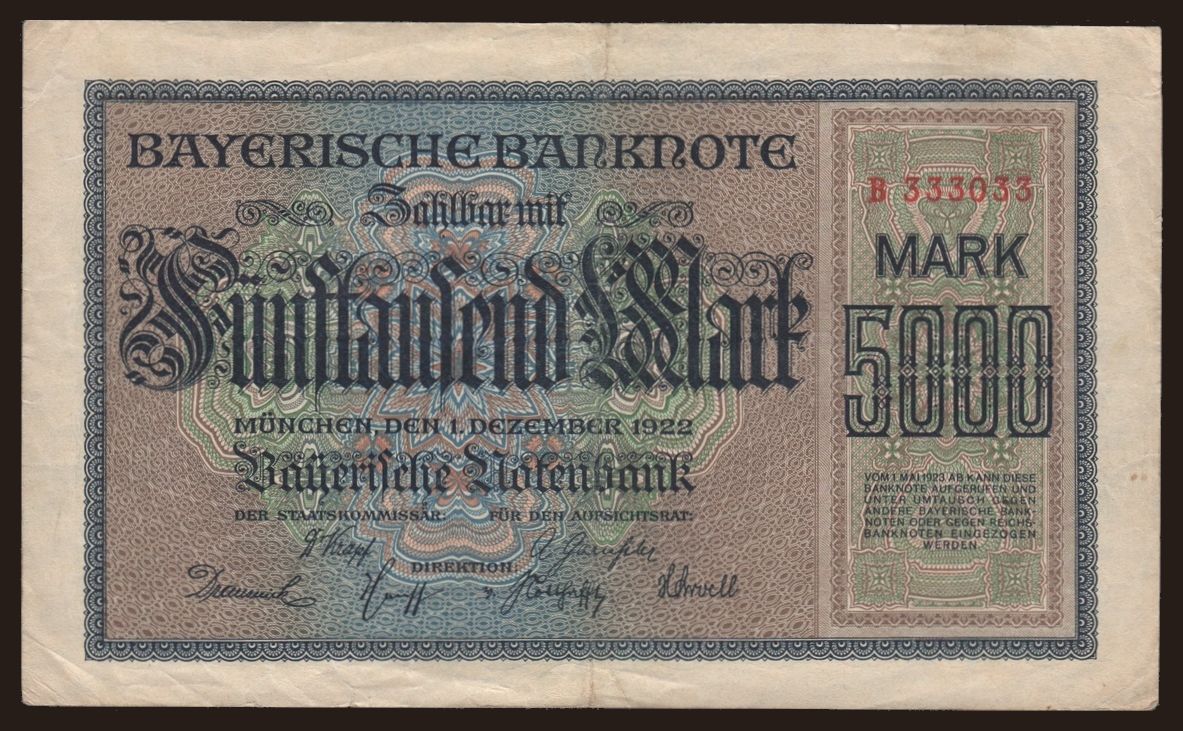 BAYERISCHE BANKNOTE
Zahlbar mit
Fünftausend Mark
MÜNCHEN, DEN 1. DEZEMBER 1922
Bayerische Notenbank
DER STAATSKOMMISSÄR: FÜR DEN AUFSICHTSRAT:
DIREKTION:
B 333033
MARK
5000
VOM 1. MAI 1923 AB KANN DIESE
BANKNOTE AUFGERUFEN UND
UNTER UMTAUSCH GEGEN
ANDERE BAYERISCHE BANK-
NOTEN ODER GEGEN REICHS-
BANKNOTEN EINGEZOGEN
WERDEN